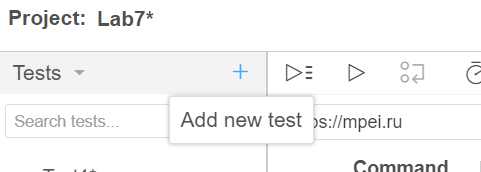 Project: Lab7*
Tests
Search tests...
Add new test
ps://mpei.ru
Command